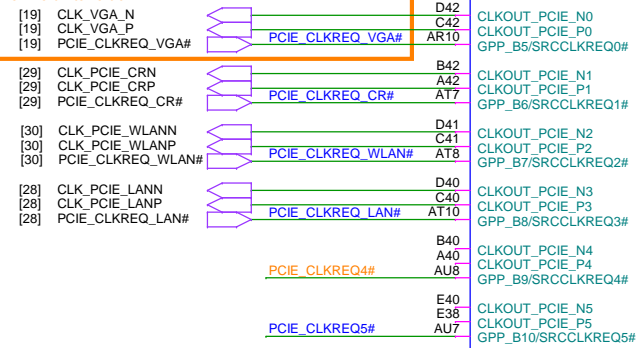 [19] CLK_VGA_N D42 CLKOUT_PCIE_N0
[19] CLK_VGA_P C42 CLKOUT_PCIE_P0
[19] PCIE_CLKREQ_VGA# PCIE_CLKREQ_VGA# AR10 GPP_B5/SRCCLKREQ0#
[29] CLK_PCIE_CRN B42 CLKOUT_PCIE_N1
[29] CLK_PCIE_CRP A42 CLKOUT_PCIE_P1
[29] PCIE_CLKREQ_CR# PCIE_CLKREQ_CR# AT7 GPP_B6/SRCCLKREQ1#
[30] CLK_PCIE_WLANN D41 CLKOUT_PCIE_N2
[30] CLK_PCIE_WLANP C41 CLKOUT_PCIE_P2
[30] PCIE_CLKREQ_WLAN# PCIE_CLKREQ_WLAN# AT8 GPP_B7/SRCCLKREQ2#
[28] CLK_PCIE_LANN D40 CLKOUT_PCIE_N3
[28] CLK_PCIE_LANP C40 CLKOUT_PCIE_P3
[28] PCIE_CLKREQ_LAN# PCIE_CLKREQ_LAN# AT10 GPP_B8/SRCCLKREQ3#
B40 CLKOUT_PCIE_N4
A40 CLKOUT_PCIE_P4
PCIE_CLKREQ4# AU8 GPP_B9/SRCCLKREQ4#
E40 CLKOUT_PCIE_N5
E38 CLKOUT_PCIE_P5
PCIE_CLKREQ5# AU7 GPP_B10/SRCCLKREQ5#